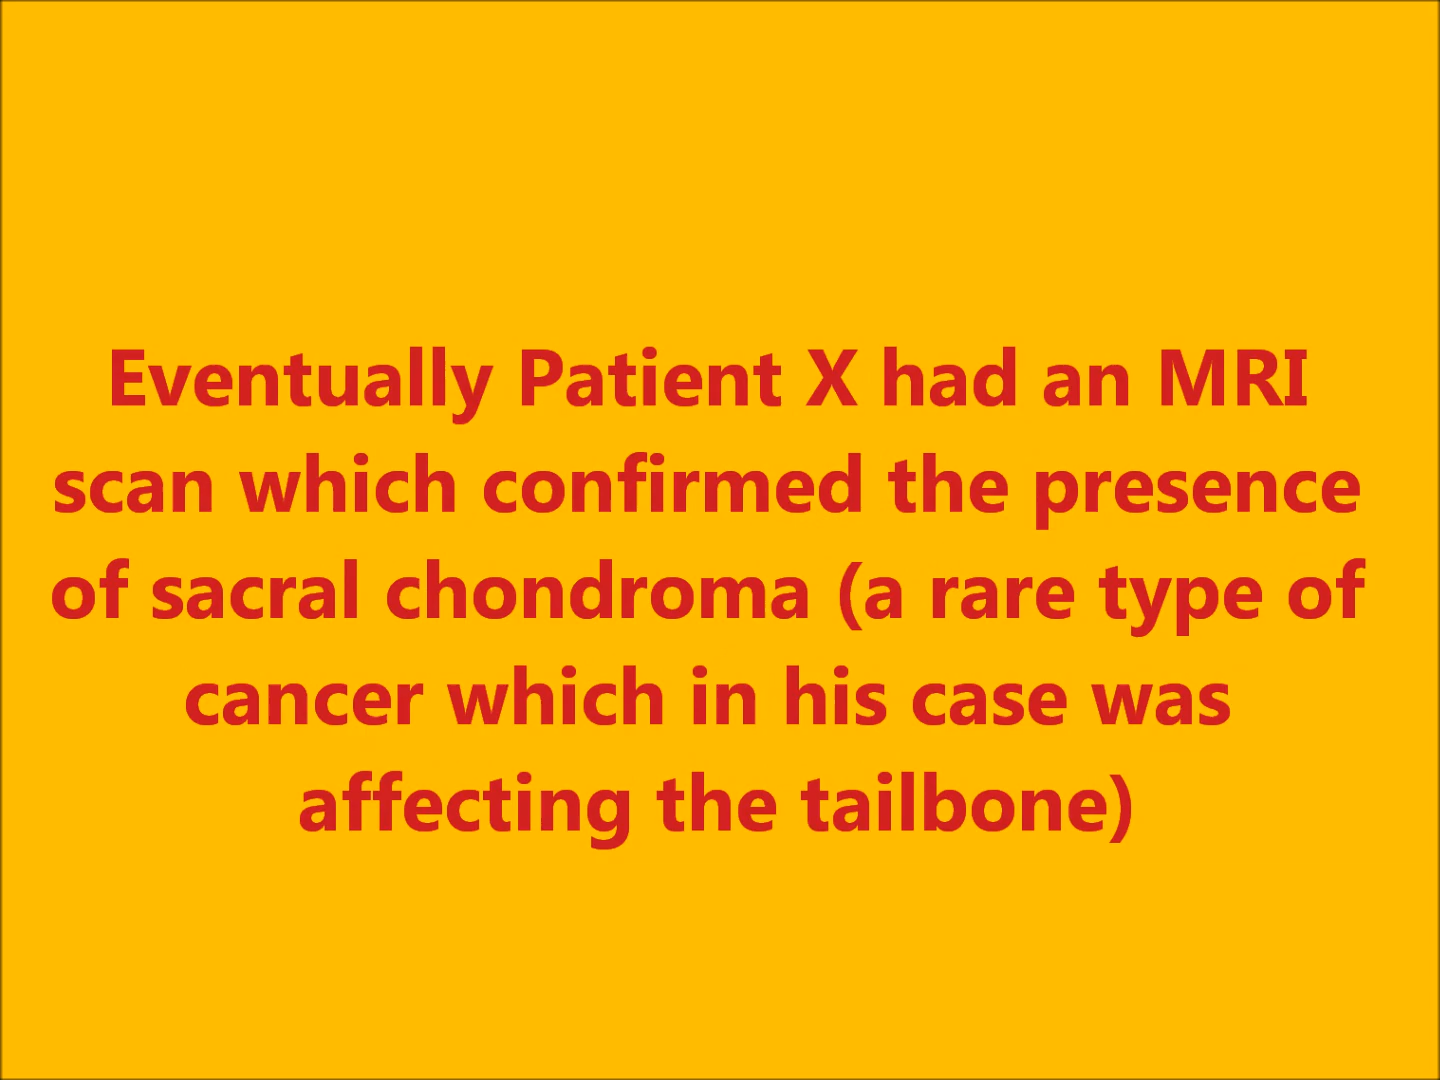 Eventually Patient X had an MRI
scan which confirmed the presence
of sacral chondroma (a rare type of
cancer which in his case was
affecting the tailbone)